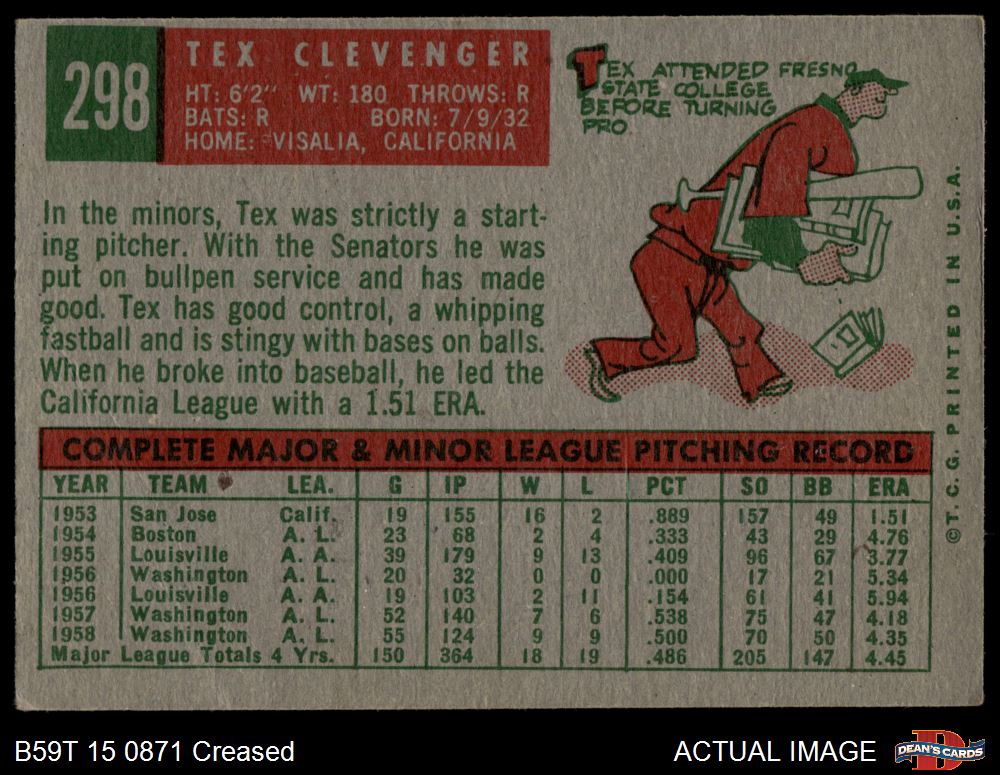 298
TEX CLEVENGER
HT: 6'2" WT: 180 THROWS: R
BATS: R BORN: 7/9/32
HOME: VISALIA, CALIFORNIA
TEX ATTENDED FRESNO
STATE COLLEGE
BEFORE TURNING
PRO
In the minors, Tex was strictly a start-
ing pitcher. With the Senators he was
put on bullpen service and has made
good. Tex has good control, a whipping
fastball and is stingy with bases on balls.
When he broke into baseball, he led the
California League with a 1.51 ERA.
COMPLETE MAJOR & MINOR LEAGUE PITCHING RECORD
YEAR TEAM LEA. G IP W L PCT SO BB ERA
1953 San Jose Calif. 19 155 16 2 .889 157 49 1.51
1954 Boston A. L. 23 68 2 4 .333 43 29 4.76
1955 Louisville A. A. 39 179 9 13 .409 96 67 3.77
1956 Washington A. L. 20 32 0 0 .000 17 21 5.34
1956 Louisville A. A. 19 103 2 11 .154 61 41 5.94
1957 Washington A. L. 52 140 7 6 .538 75 47 4.18
1958 Washington A. L. 55 124 9 9 .500 70 50 4.35
Major League Totals 4 Yrs. 150 364 18 19 .486 205 147 4.45
©T. C. G. PRINTED IN U.S.A.
B59T 15 0871 Creased
ACTUAL IMAGE
DEAN'S CARDS